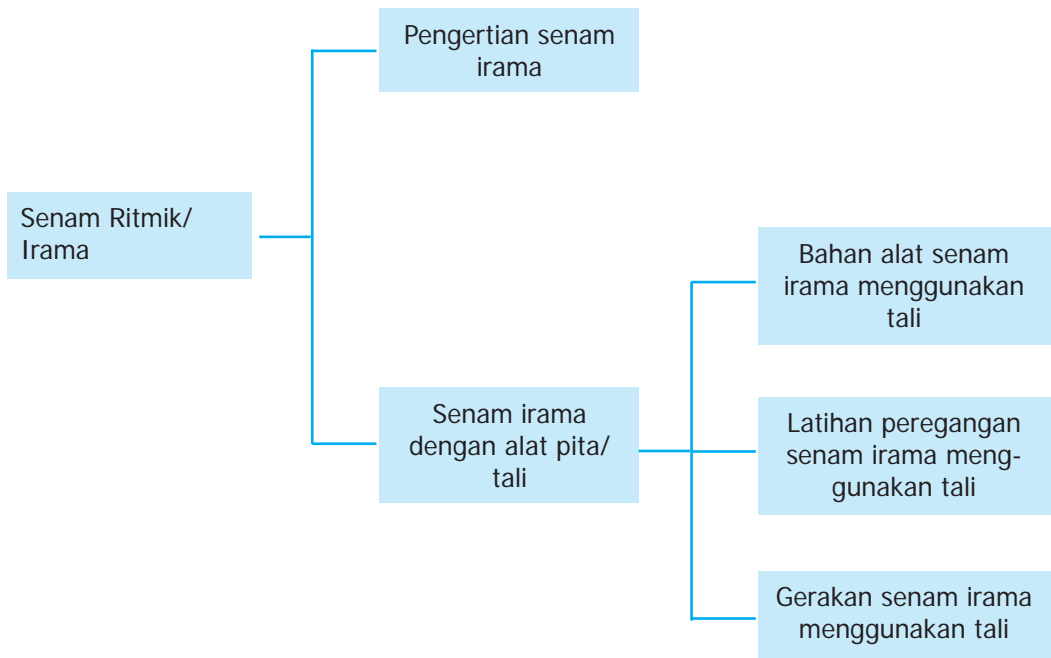 Pengertian senam
irama
Senam Ritmik/
Irama
Senam irama
dengan alat pita/
tali
Bahan alat senam
irama menggunakan
tali
Latihan peregangan
senam irama meng-
gunakan tali
Gerakan senam irama
menggunakan tali